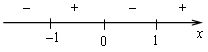 − + − +
−1 0 1 x